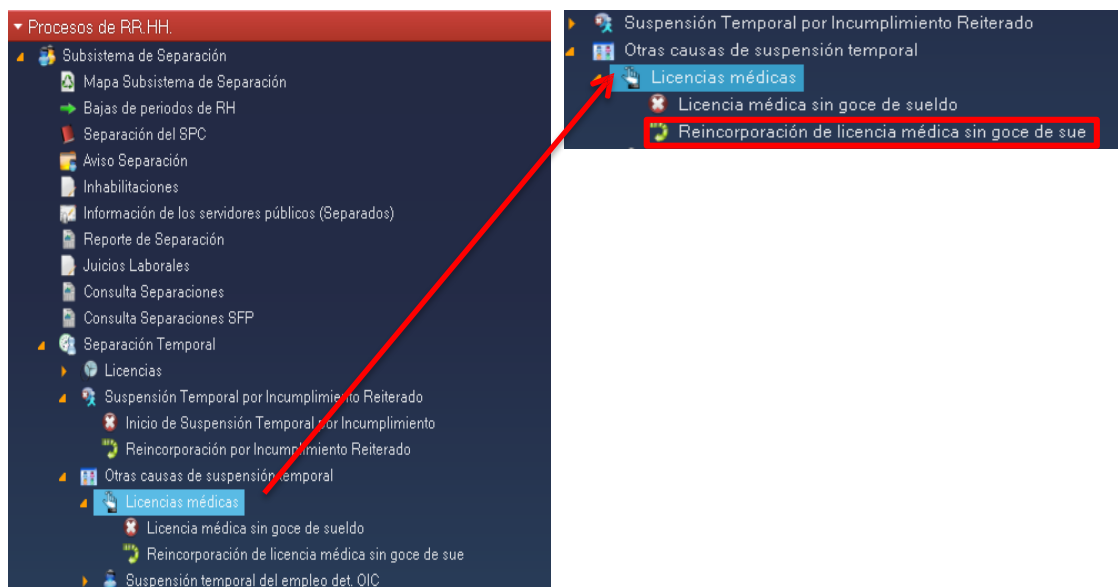 Procesos de RR.HH.
Subsistema de Separación
Mapa Subsistema de Separación
Bajas de periodos de RH
Separación del SPC
Aviso Separación
Inhabilitaciones
Información de los servidores públicos (Separados)
Reporte de Separación
Juicios Laborales
Consulta Separaciones
Consulta Separaciones SFP
Separación Temporal
Licencias
Suspensión Temporal por Incumplimiento Reiterado
Inicio de Suspensión Temporal por Incumplimiento
Reincorporación por Incumplimiento Reiterado
Otras causas de suspensión temporal
Licencias médicas
Licencia médica sin goce de sueldo
Reincorporación de licencia médica sin goce de sue
Suspensión temporal del empleo det. OIC
Suspensión Temporal por Incumplimiento Reiterado
Otras causas de suspensión temporal
Licencias médicas
Licencia médica sin goce de sueldo
Reincorporación de licencia médica sin goce de sue